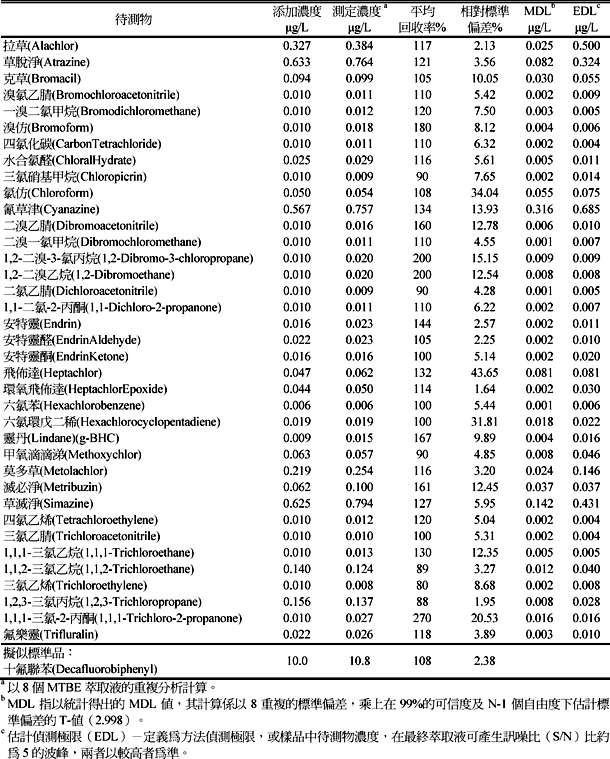 待測物 添加濃度 μg/L 測定濃度a μg/L 平均回收率% 相對標準偏差% MDLb μg/L EDLc μg/L
拉草(Alachlor) 0.327 0.384 117 2.13 0.025 0.500
草脫淨(Atrazine) 0.633 0.764 121 3.56 0.082 0.324
克草(Bromacil) 0.094 0.099 105 10.05 0.030 0.055
溴氯乙腈(Bromochloroacetonitrile) 0.010 0.011 110 5.42 0.002 0.009
一溴二氯甲烷(Bromodichloromethane) 0.010 0.012 120 7.50 0.003 0.005
溴仿(Bromoform) 0.010 0.018 180 8.12 0.004 0.006
四氯化碳(CarbonTetrachloride) 0.010 0.011 110 6.32 0.002 0.004
水合氯醛(ChloralHydrate) 0.025 0.029 116 5.61 0.005 0.011
三氯硝基甲烷(Chloropicrin) 0.010 0.009 90 7.65 0.002 0.014
氯仿(Chloroform) 0.050 0.054 108 34.04 0.055 0.075
氰草津(Cyanazine) 0.567 0.757 134 13.93 0.316 0.685
二溴乙腈(Dibromoacetonitrile) 0.010 0.016 160 12.78 0.006 0.010
二溴一氯甲烷(Dibromochloromethane) 0.010 0.011 110 4.55 0.001 0.007
1,2-二溴-3-氯丙烷(1,2-Dibromo-3-chloropropane) 0.010 0.020 200 15.15 0.009 0.009
1,2-二溴乙烷(1,2-Dibromoethane) 0.010 0.020 200 12.54 0.008 0.008
二氯乙腈(Dichloroacetonitrile) 0.010 0.009 90 4.28 0.001 0.005
1,1-二氯-2-丙酮(1,1-Dichloro-2-propanone) 0.010 0.011 110 6.22 0.002 0.007
安特靈(Endrin) 0.016 0.023 144 2.57 0.002 0.011
安特靈醛(EndrinAldehyde) 0.022 0.023 105 2.25 0.002 0.010
安特靈酮(EndrinKetone) 0.016 0.016 100 5.14 0.002 0.020
飛佈達(Heptachlor) 0.047 0.062 132 43.65 0.081 0.081
環氧飛佈達(HeptachlorEpoxide) 0.044 0.050 114 1.64 0.002 0.030
六氯苯(Hexachlorobenzene) 0.006 0.006 100 5.44 0.001 0.006
六氯環戊二稀(Hexachlorocyclopentadiene) 0.019 0.019 100 31.81 0.018 0.022
靈丹(Lindane)(g-BHC) 0.009 0.015 167 9.89 0.004 0.016
甲氧滴滴涕(Methoxychlor) 0.063 0.057 90 4.85 0.008 0.046
莫多草(Metolachlor) 0.219 0.254 116 3.20 0.024 0.146
滅必淨(Metribuzin) 0.062 0.100 161 12.45 0.037 0.037
草滅淨(Simazine) 0.625 0.794 127 5.95 0.142 0.431
四氯乙烯(Tetrachloroethylene) 0.010 0.012 120 5.04 0.002 0.004
三氯乙腈(Trichloroacetonitrile) 0.010 0.010 100 5.31 0.002 0.004
1,1,1-三氯乙烷(1,1,1-Trichloroethane) 0.010 0.013 130 12.35 0.005 0.005
1,1,2-三氯乙烷(1,1,2-Trichloroethane) 0.140 0.124 89 3.27 0.012 0.040
三氯乙烯(Trichloroethylene) 0.010 0.008 80 8.68 0.002 0.008
1,2,3-三氯丙烷(1,2,3-Trichloropropane) 0.156 0.137 88 1.95 0.008 0.028
1,1,1-三氯-2-丙酮(1,1,1-Trichloro-2-propanone) 0.010 0.027 270 20.53 0.016 0.016
氟樂靈(Trifluralin) 0.022 0.026 118 3.89 0.003 0.010
擬似標準品：
十氟聯苯(Decafluorobiphenyl) 10.0 10.8 108 2.38
a 以 8 個 MTBE 萃取液的重複分析計算。
b MDL 指以統計得出的 MDL 值，其計算係以 8 重複的標準偏差，乘上在 99%的可信度及 N-1 個自由度下估計標
準偏差的 T-值（2.998）。
c 估計偵測極限（EDL）－定義為方法偵測極限，或樣品中待測物濃度，在最終萃取液可產生訊噪比（S/N）比約
為 5 的波峰，兩者以較高者為準。